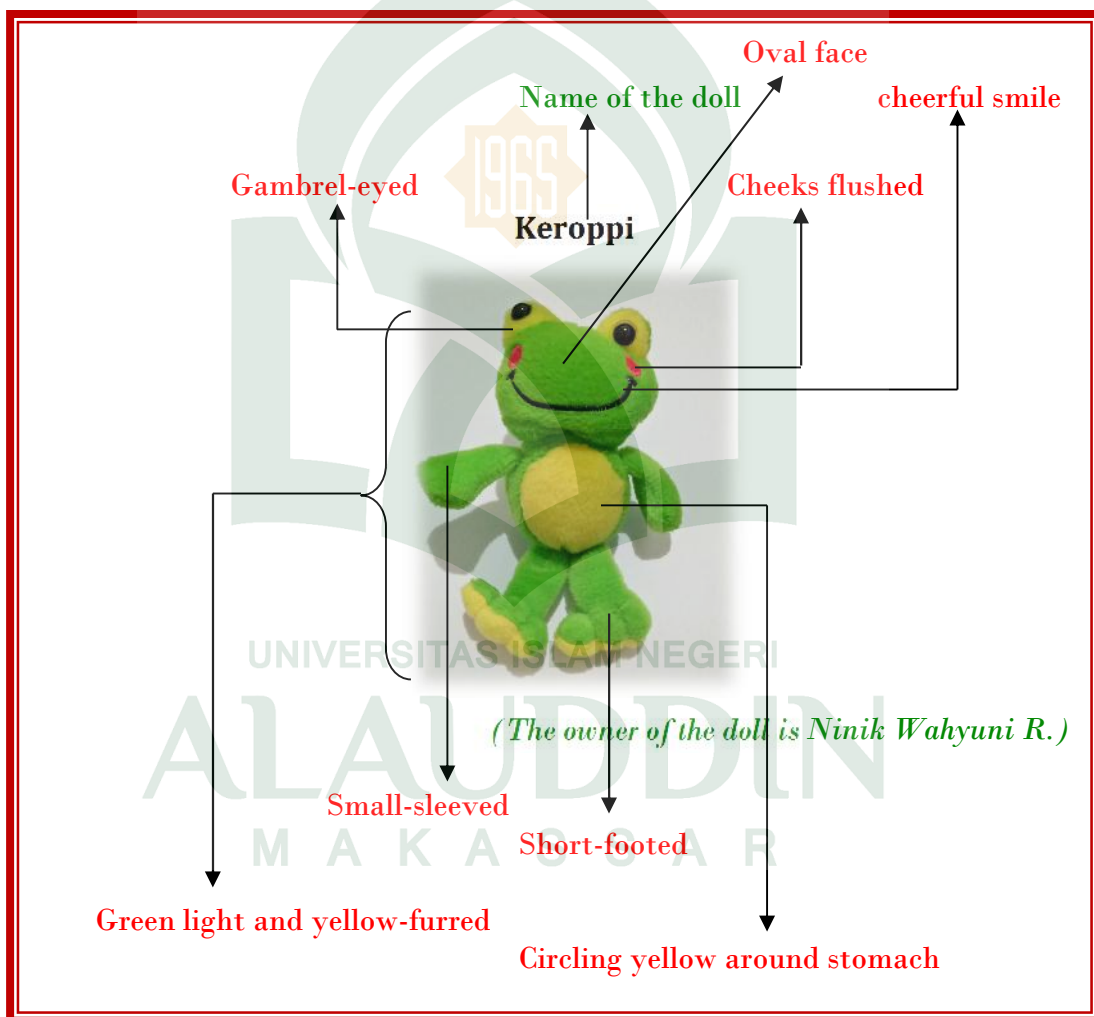 Oval face
Name of the doll
cheerful smile
Gambrel-eyed
Cheeks flushed
1965
Keroppi
UNIVERSITAS ISLAM NEGERI
(The owner of the doll is Ninik Wahyuni R.)
ALAUDDIN
Small-sleeved
Short-footed
MAKASSAR
Green light and yellow-furred
Circling yellow around stomach